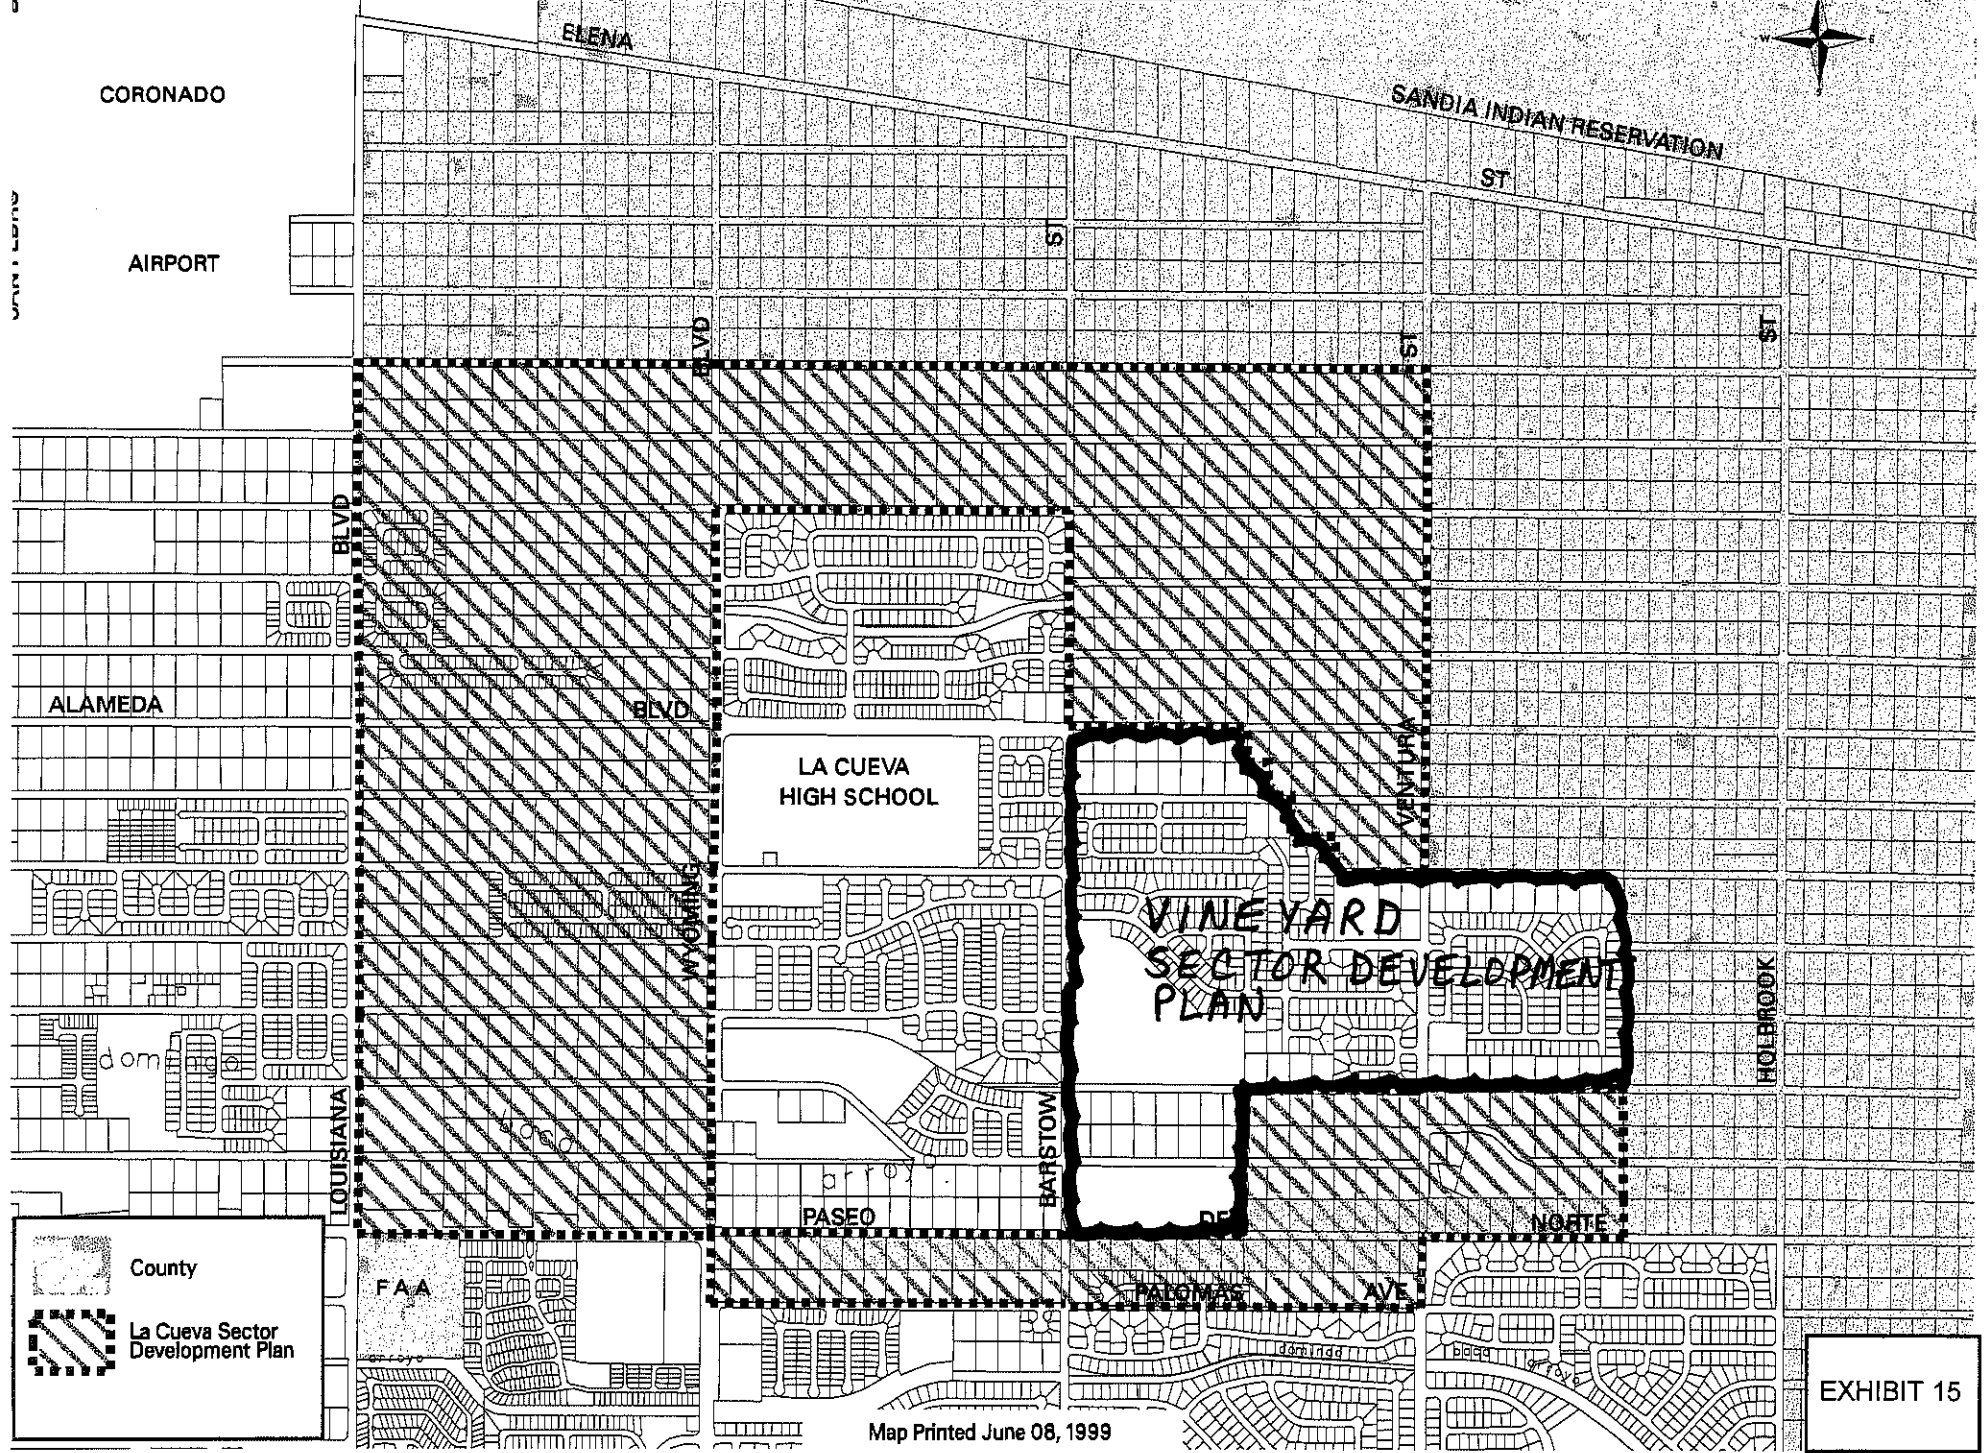 ELENA
CORONADO
SANDIA INDIAN RESERVATION
ST
ST
AIRPORT
BLVD
ST
ST
BLVD
ALAMEDA
BLVD
VENTURA
LA CUEVA
HIGH SCHOOL
WYOMING
VINEYARD
SECTOR DEVELOPMENT
PLAN
HOLBROOK
domingo
LOUISIANA
baca
BARSTOW
arroyo
PASEO
DEL
NORTE
County
FAA
PALOMAS
AVE
La Cueva Sector
Development Plan
arroyo
domingo
baca
arroyo
EXHIBIT 15
Map Printed June 08, 1999
W
E
S